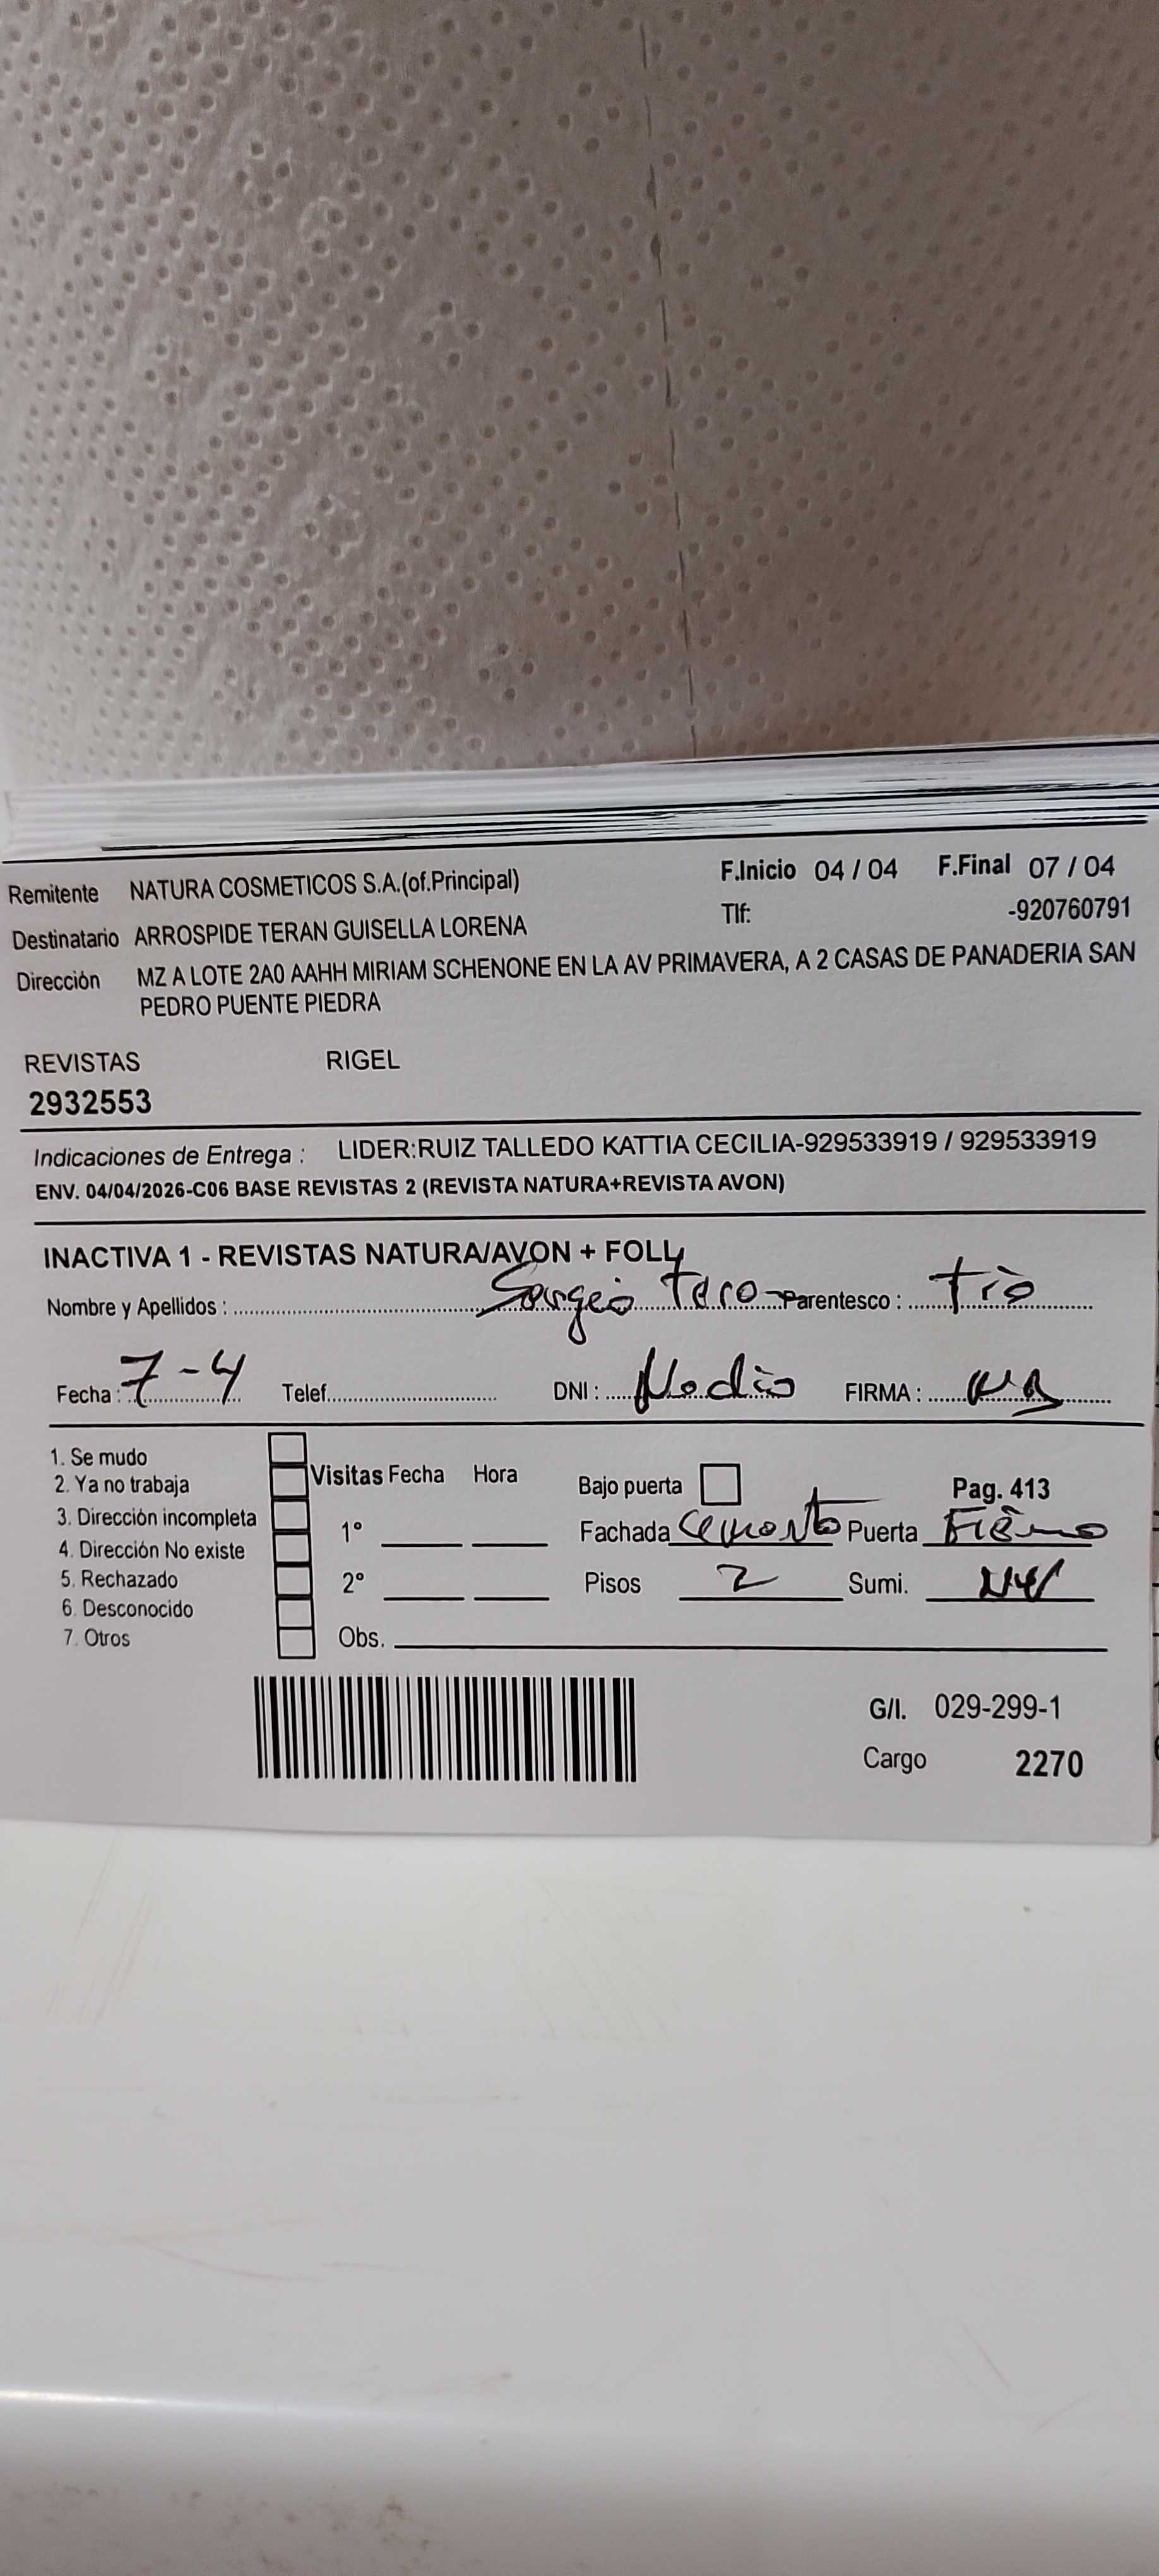 Remitente NATURA COSMETICOS S.A.(of.Principal) F.Inicio 04 / 04 F.Final 07 / 04
Tlf: -920760791
Destinatario ARROSPIDE TERAN GUISELLA LORENA
Dirección MZ A LOTE 2A0 AAHH MIRIAM SCHENONE EN LA AV PRIMAVERA, A 2 CASAS DE PANADERIA SAN
PEDRO PUENTE PIEDRA
REVISTAS RIGEL
2932553
Indicaciones de Entrega : LIDER:RUIZ TALLEDO KATTIA CECILIA-929533919 / 929533919
ENV. 04/04/2026-C06 BASE REVISTAS 2 (REVISTA NATURA+REVISTA AVON)
INACTIVA 1 - REVISTAS NATURA/AVON + FOLL
Nombre y Apellidos : Parentesco : Tio
Fecha : 7-4 Telef. DNI : No dio FIRMA :
1. Se mudo
2. Ya no trabaja
3. Dirección incompleta
4. Dirección No existe
5. Rechazado
6. Desconocido
7. Otros
Visitas Fecha Hora
1°
2°
Obs.
Bajo puerta Pag. 413
Fachada Cemento Puerta Fierro
Pisos 2 Sumi.
G/I. 029-299-1
Cargo 2270